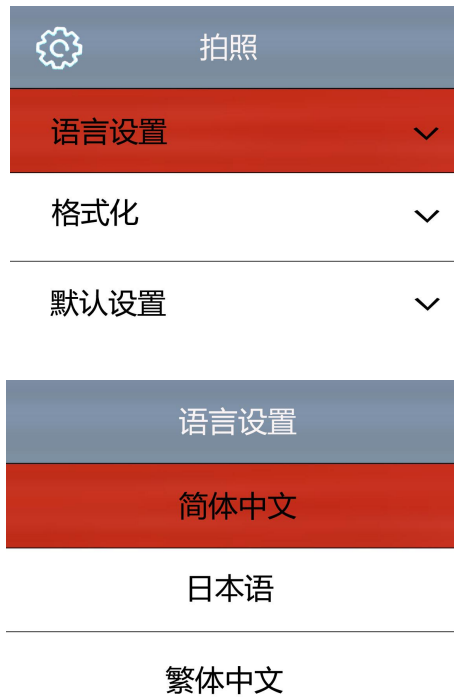 拍照
语言设置
格式化
默认设置
语言设置
简体中文
日本语
繁体中文